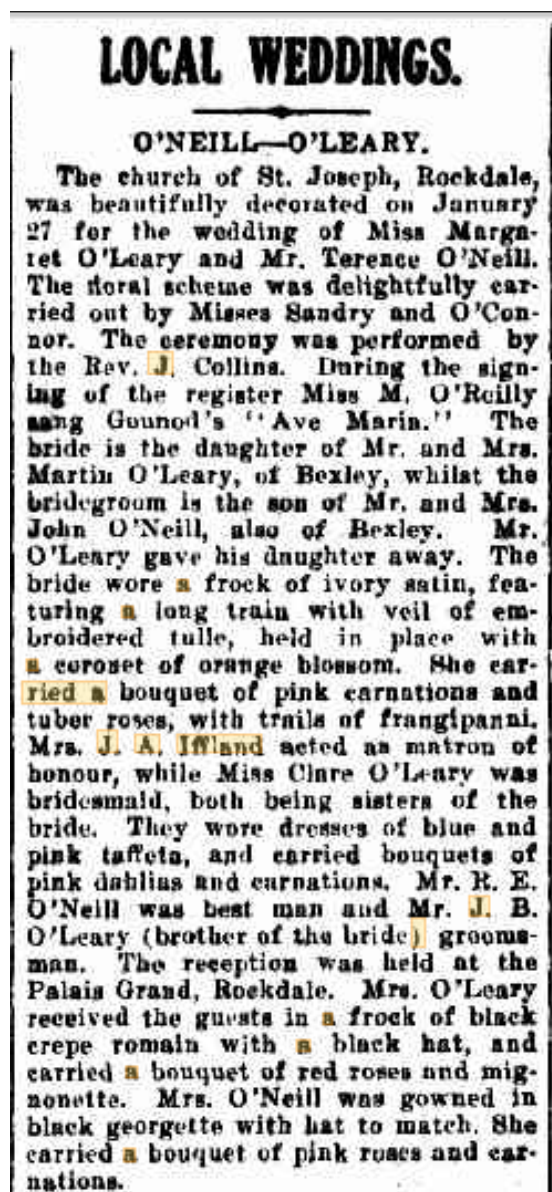 LOCAL WEDDINGS.
O'NEILL—O'LEARY.
The church of St. Joseph, Rockdale,
was beautifully decorated on January
27 for the wedding of Miss Marga-
ret O'Leary and Mr. Terence O'Neill.
The floral scheme was delightfully car-
ried out by Misses Sandry and O'Con-
nor. The ceremony was performed by
the Rev. J. Collins. During the sign-
ing of the register Miss M. O'Reilly
sang Gounod's "Ave Maria." The
bride is the daughter of Mr. and Mrs.
Martin O'Leary, of Bexley, whilst the
bridegroom is the son of Mr. and Mrs.
John O'Neill, also of Bexley. Mr.
O'Leary gave his daughter away. The
bride wore a frock of ivory satin, fea-
turing a long train with veil of em-
broidered tulle, held in place with
a coronet of orange blossom. She car-
ried a bouquet of pink carnations and
tuber roses, with trails of frangipanni.
Mrs. J. A. Iffland acted as matron of
honour, while Miss Clare O'Leary was
bridesmaid, both being sisters of the
bride. They wore dresses of blue and
pink taffeta, and carried bouquets of
pink dahlias and carnations. Mr. R. E.
O'Neill was best man and Mr. J. B.
O'Leary (brother of the bride) grooms-
man. The reception was held at the
Palais Grand, Rockdale. Mrs. O'Leary
received the guests in a frock of black
crepe romain with a black hat, and
carried a bouquet of red roses and mig-
nonette. Mrs. O'Neill was gowned in
black georgette with hat to match. She
carried a bouquet of pink roses and car-
nations.